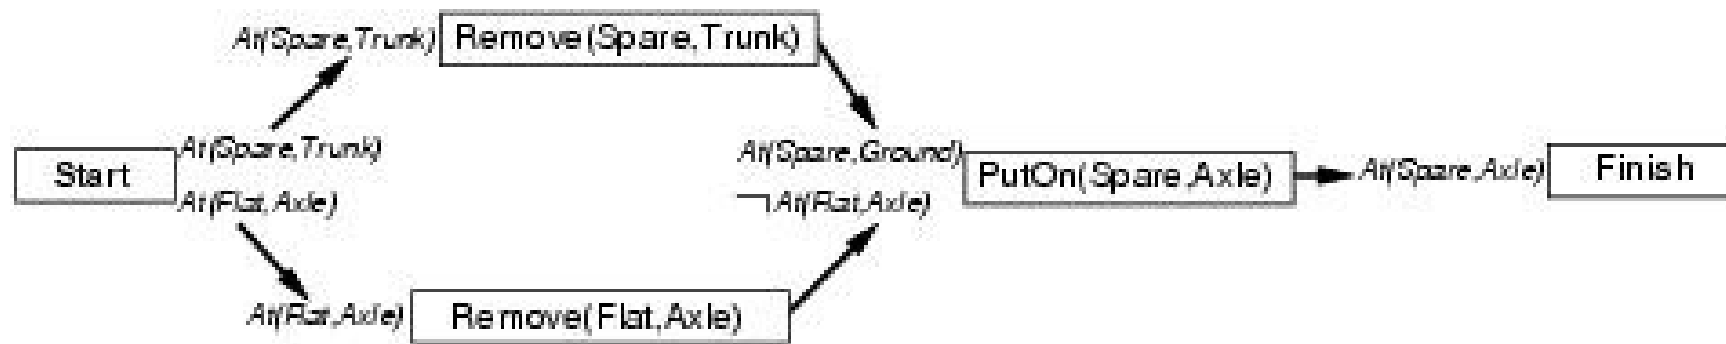 At(Spare,Trunk) Remove(Spare,Trunk)
Start
At(Spare,Trunk)
At(Flat,Axle)
At(Spare,Ground)
¬At(Flat,Axle)
PutOn(Spare,Axle)
At(Spare,Axle) Finish
At(Flat,Axle) Remove(Flat,Axle)